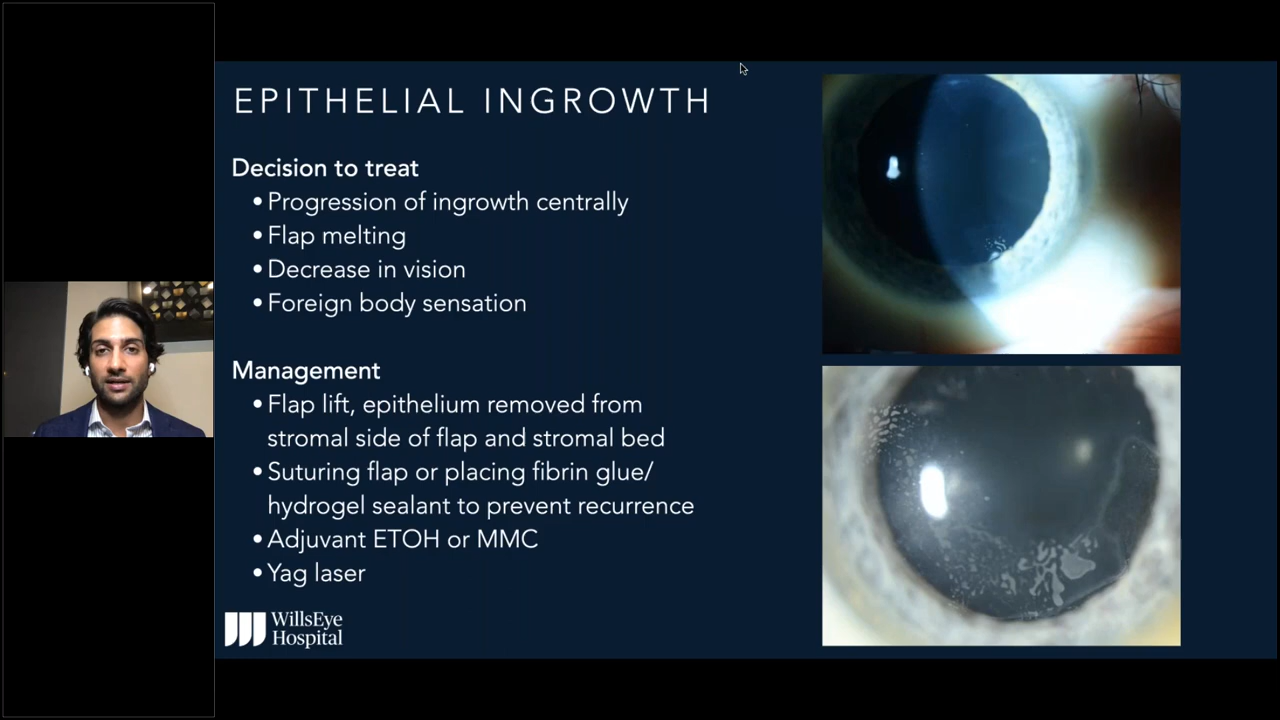 EPITHELIAL INGROWTH
Decision to treat
• Progression of ingrowth centrally
• Flap melting
• Decrease in vision
• Foreign body sensation
Management
• Flap lift, epithelium removed from
stromal side of flap and stromal bed
• Suturing flap or placing fibrin glue/
hydrogel sealant to prevent recurrence
• Adjuvant ETOH or MMC
• Yag laser
WillsEye
Hospital